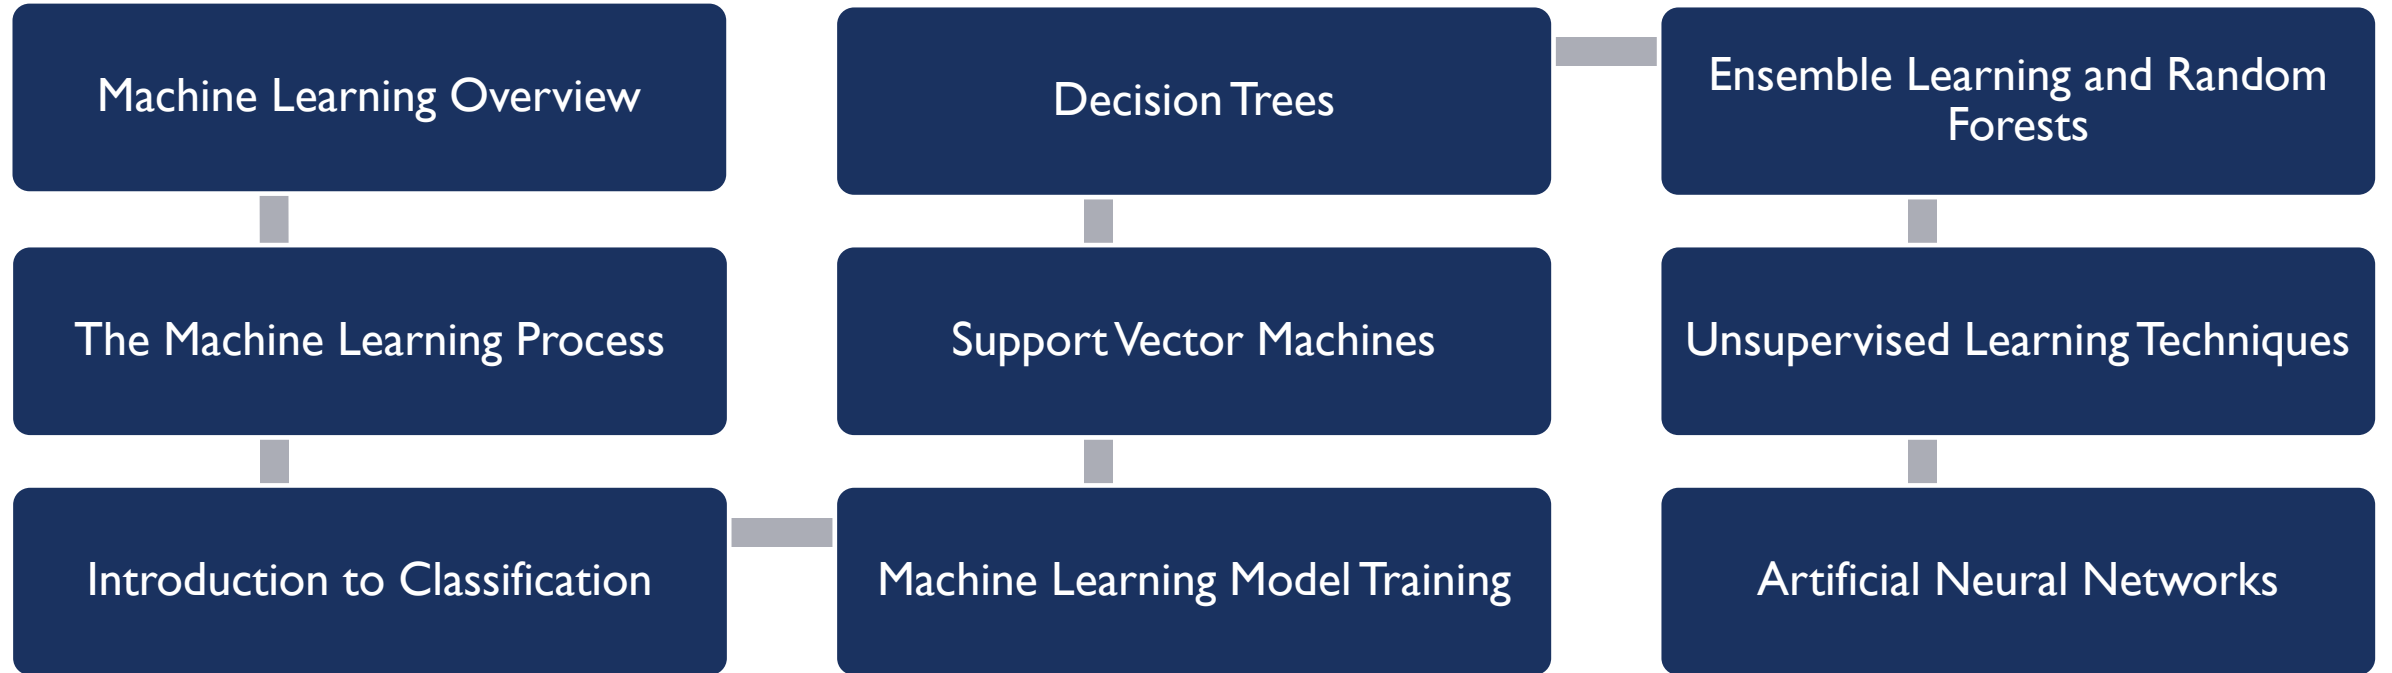 Machine Learning Overview
The Machine Learning Process
Introduction to Classification
Machine Learning Model Training
Support Vector Machines
Decision Trees
Ensemble Learning and Random
Forests
Unsupervised Learning Techniques
Artificial Neural Networks